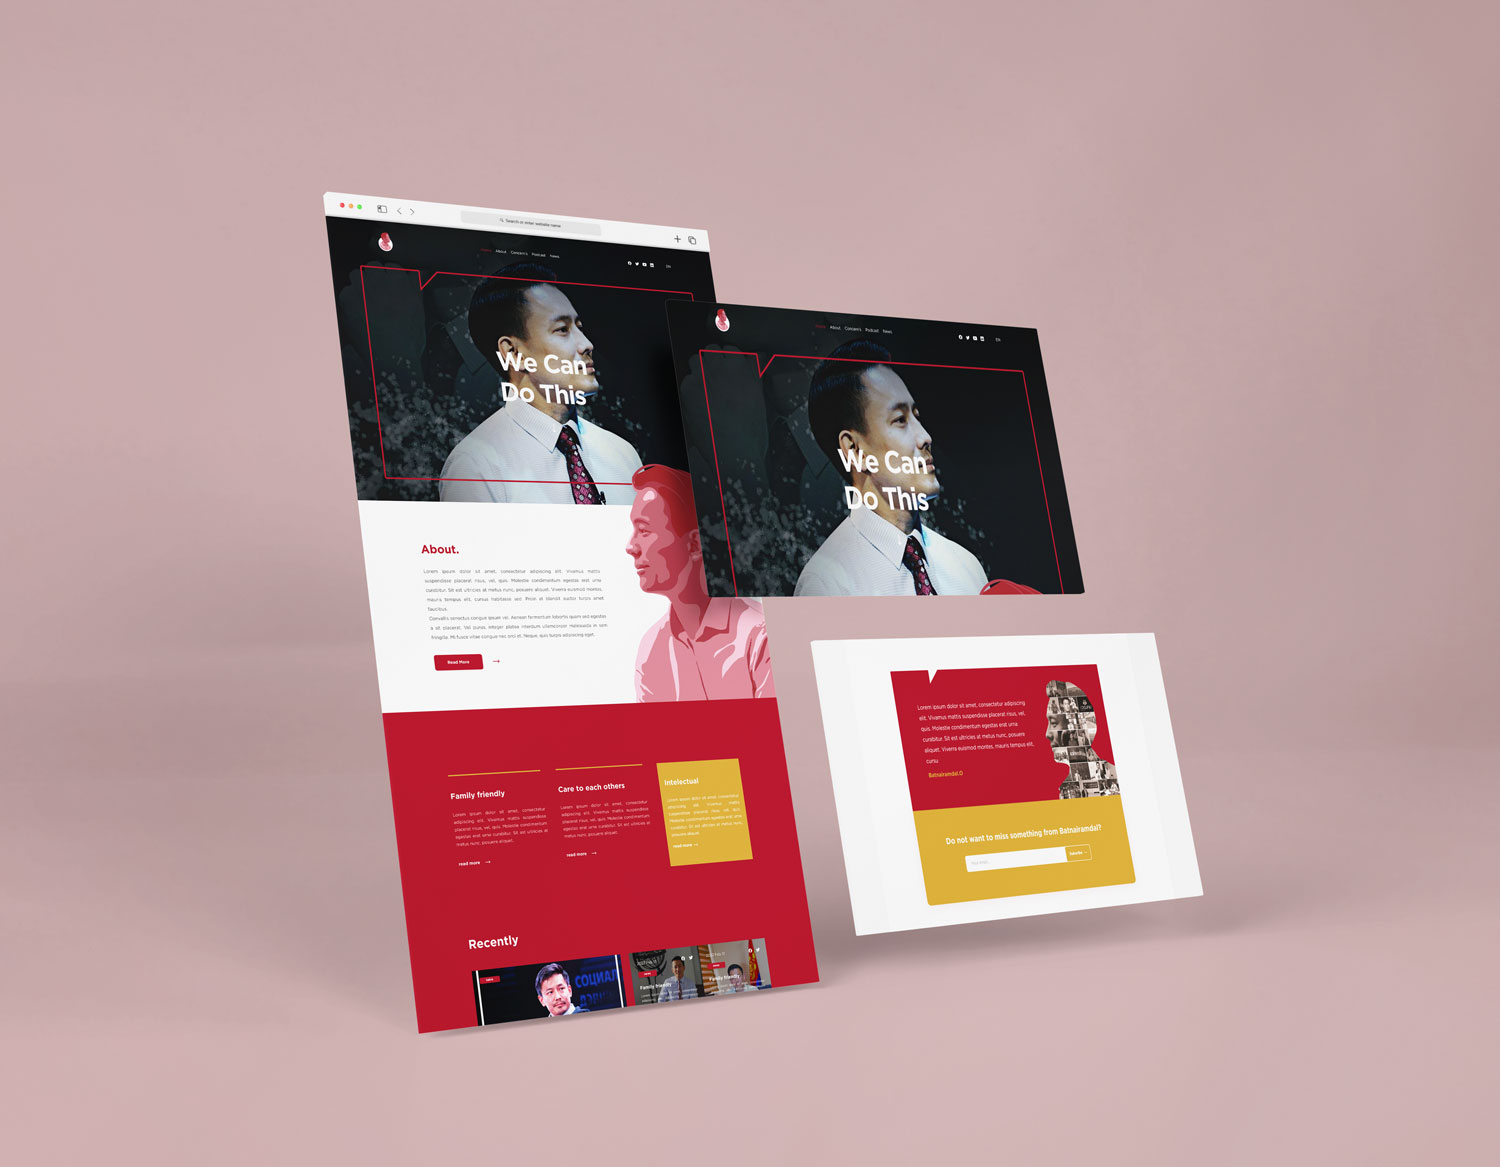 Search or enter website name
Home About Concern's Podcast News
EN
We Can
Do This
About.
Lorem ipsum dolor sit amet, consectetur adipiscing elit. Vivamus mattis
suspendisse placerat risus, vel, quis. Molestie condimentum egestas erat urna
curabitur. Sit est ultricies at metus nunc, posuere aliquet. Viverra euismod montes,
mauris tempus elit, cursus habitasse sed. Proin at blandit auctor turpis amet
faucibus.
Convallis senectus congue ipsum vel. Aenean fermentum lobortis quam sed egestas
a sit placerat. Vel purus, integer platea interdum ullamcorper malesuada in sem
fringilla. Mi fusce vitae congue nec orci at. Neque, quis turpis adipiscing eget.
Read More
Family friendly
Lorem ipsum dolor sit amet, consectetur
adipiscing elit. Vivamus mattis suspendisse
placerat risus, vel, quis. Molestie condimentum
egestas erat urna curabitur. Sit est ultricies at
metus nunc, posuere aliquet.
read more
Care to each others
Lorem ipsum dolor sit amet, consectetur
adipiscing elit. Vivamus mattis suspendisse
placerat risus, vel, quis. Molestie condimentum
egestas erat urna curabitur. Sit est ultricies at
metus nunc, posuere aliquet.
read more
Intelectual
Lorem ipsum dolor sit amet, consectetur
adipiscing elit. Vivamus mattis
suspendisse placerat risus, vel, quis.
Molestie condimentum egestas erat urna
curabitur. Sit est ultricies at metus nunc,
posuere aliquet.
read more
Recently
СОЦИАЛ
Family friendly
Family friendly
Home About Concern's Podcast News
EN
We Can
Do This
Lorem ipsum dolor sit amet, consectetur adipiscing
elit. Vivamus mattis suspendisse placerat risus, vel,
quis. Molestie condimentum egestas erat urna
curabitur. Sit est ultricies at metus nunc, posuere
aliquet. Viverra euismod montes, mauris tempus elit,
cursu
Batnairamdal.O
Do not want to miss something from Batnairamdal?
Your email
Subscribe